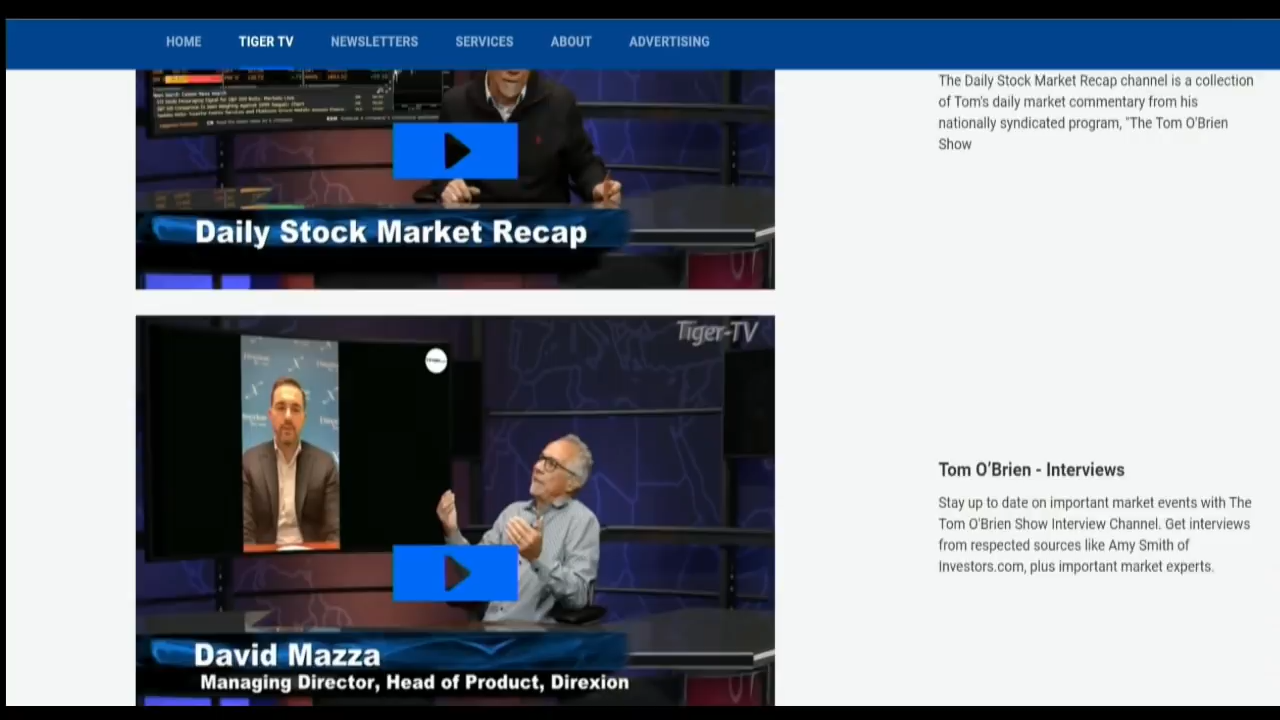 HOME TIGER TV NEWSLETTERS SERVICES ABOUT ADVERTISING
The Daily Stock Market Recap channel is a collection
of Tom's daily market commentary from his
nationally syndicated program, "The Tom O'Brien
Show
Daily Stock Market Recap
Tiger-TV
Tom O’Brien - Interviews
Stay up to date on important market events with The
Tom O'Brien Show Interview Channel. Get interviews
from respected sources like Amy Smith of
Investors.com, plus important market experts.
David Mazza
Managing Director, Head of Product, Direxion